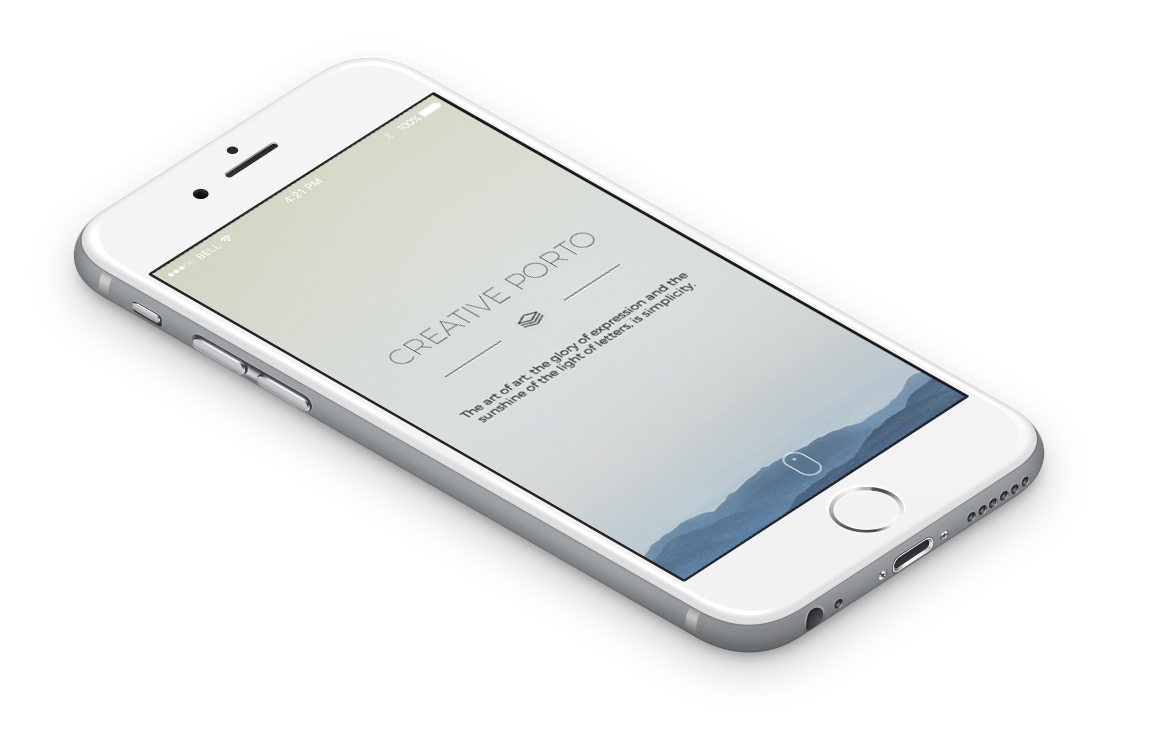 BELL 4:21 PM 100%
CREATIVE PORTO
The art of art, the glory of expression and the
sunshine of the light of letters, is simplicity.